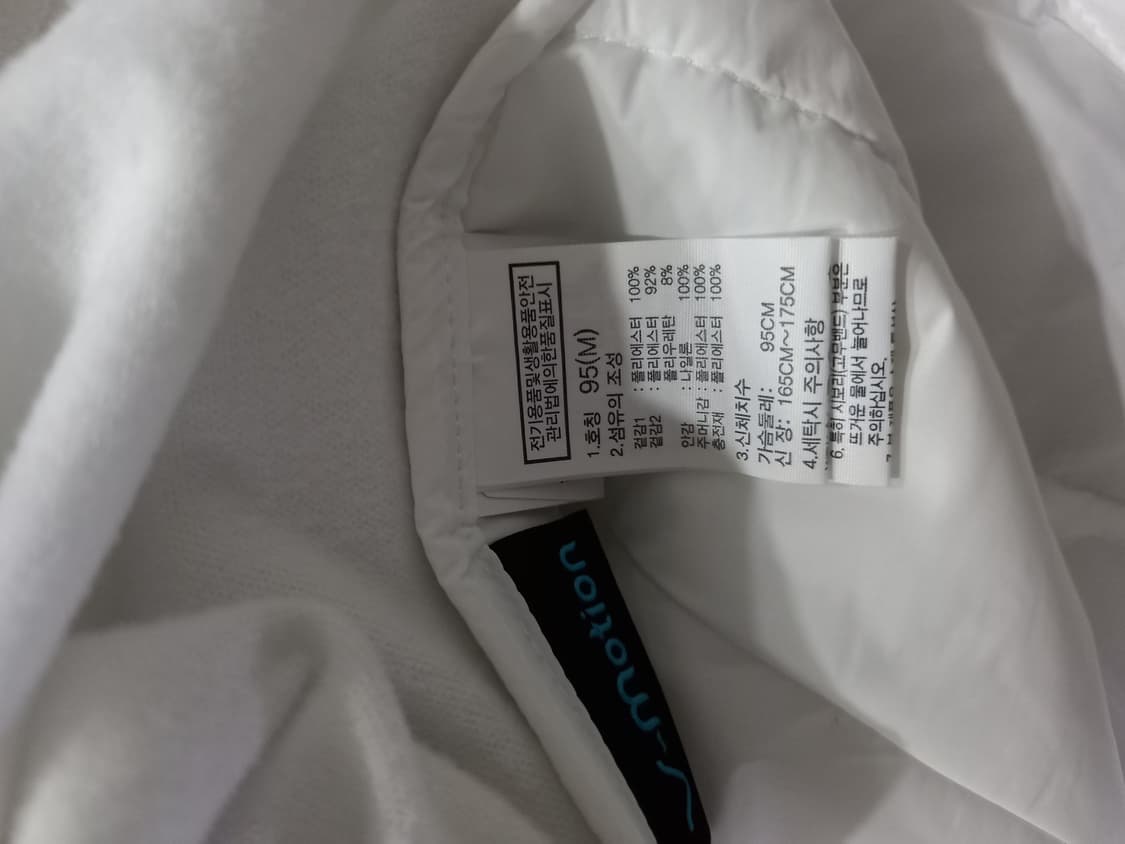 전기용품및생활용품안전
관리법에의한품질표시
1.호칭 95(M)
2.섬유의 조성
겉감1 : 폴리에스터 100%
겉감2 : 폴리에스터 92%
폴리우레탄 8%
안감 : 나일론 100%
주머니감 : 폴리에스터 100%
충전재 : 폴리에스터 100%
3.신체치수
가슴둘레: 95CM
신 장: 165CM~175CM
4.세탁시 주의사항
6. 특히 시보리(고무밴드) 부분은
뜨거운 물에서 늘어나므로
주의하십시오.
motion